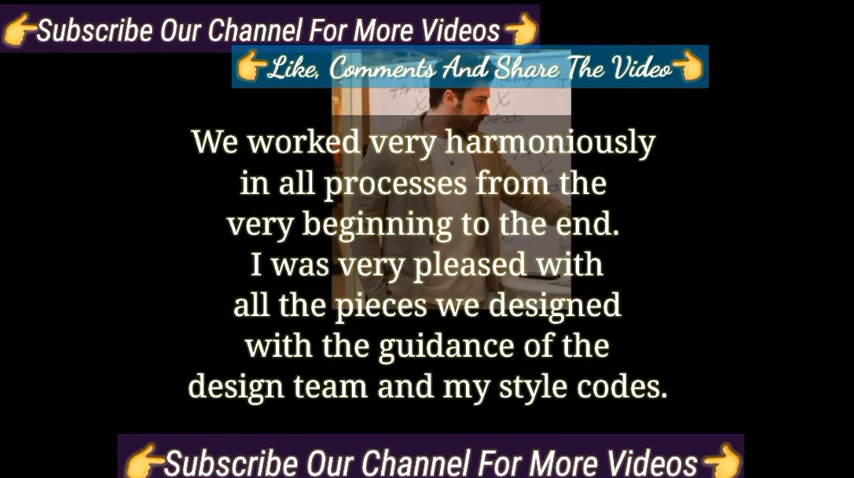 👉Subscribe Our Channel For More Videos👈
👉Like, Comments And Share The Video👈
X
DeFacto
X
We worked very harmoniously
in all processes from the
very beginning to the end.
I was very pleased with
all the pieces we designed
with the guidance of the
design team and my style codes.
👉Subscribe Our Channel For More Videos👈